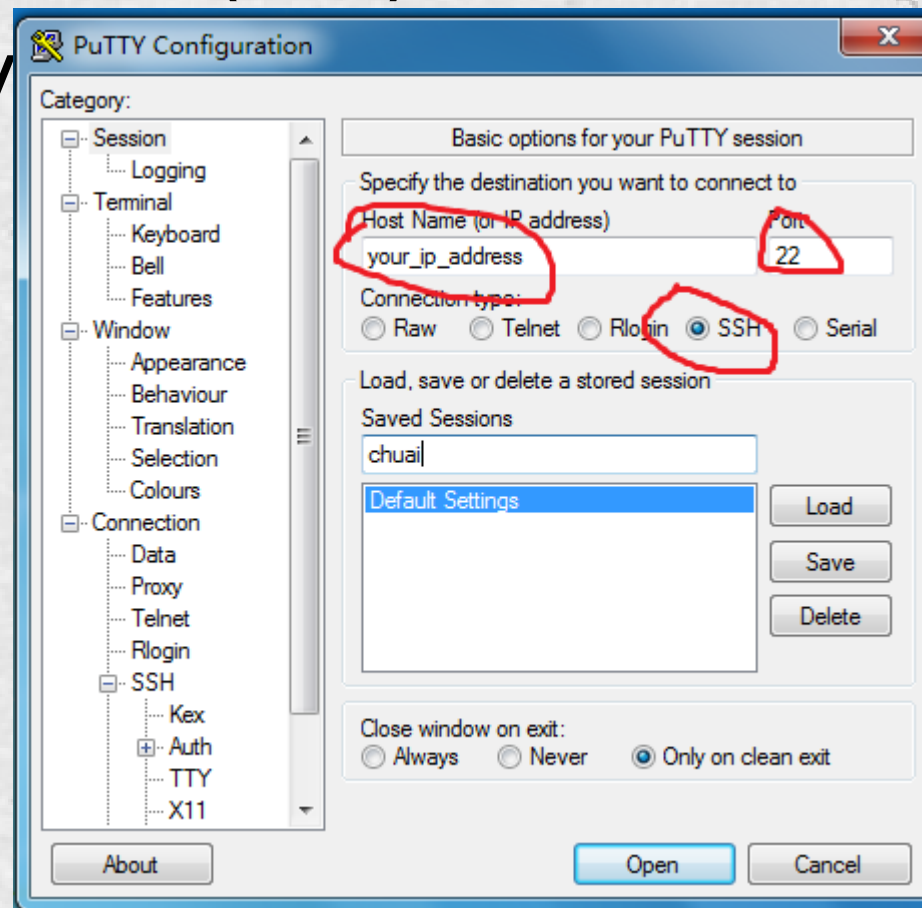 PuTTY Configuration
Category:
Session
Logging
Terminal
Keyboard
Bell
Features
Window
Appearance
Behaviour
Translation
Selection
Colours
Connection
Data
Proxy
Telnet
Rlogin
SSH
Kex
Auth
TTY
X11
Basic options for your PuTTY session
Specify the destination you want to connect to
Host Name (or IP address) Port
your_ip_address 22
Connection type:
Raw Telnet Rlogin SSH Serial
Load, save or delete a stored session
Saved Sessions
chuai
Default Settings
Load
Save
Delete
Close window on exit:
Always Never Only on clean exit
About Open Cancel